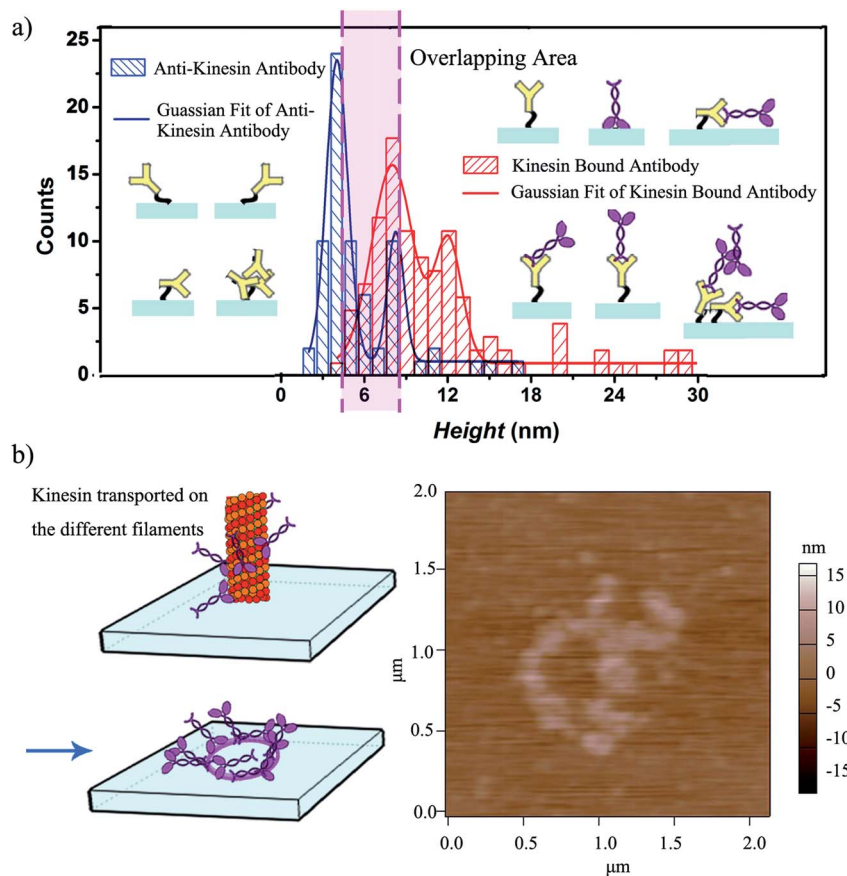 a)
Overlapping Area
Anti-Kinesin Antibody
Guassian Fit of Anti-
Kinesin Antibody
Kinesin Bound Antibody
Gaussian Fit of Kinesin Bound Antibody
Counts
25
20
15
10
5
0
0 6 12 18 24 30
Height (nm)
b)
Kinesin transported on
the different filaments
2.0
1.5
1.0
0.5
0.0
μm
0.0 0.5 1.0 1.5 2.0
μm
nm
15
10
5
0
-5
-10
-15